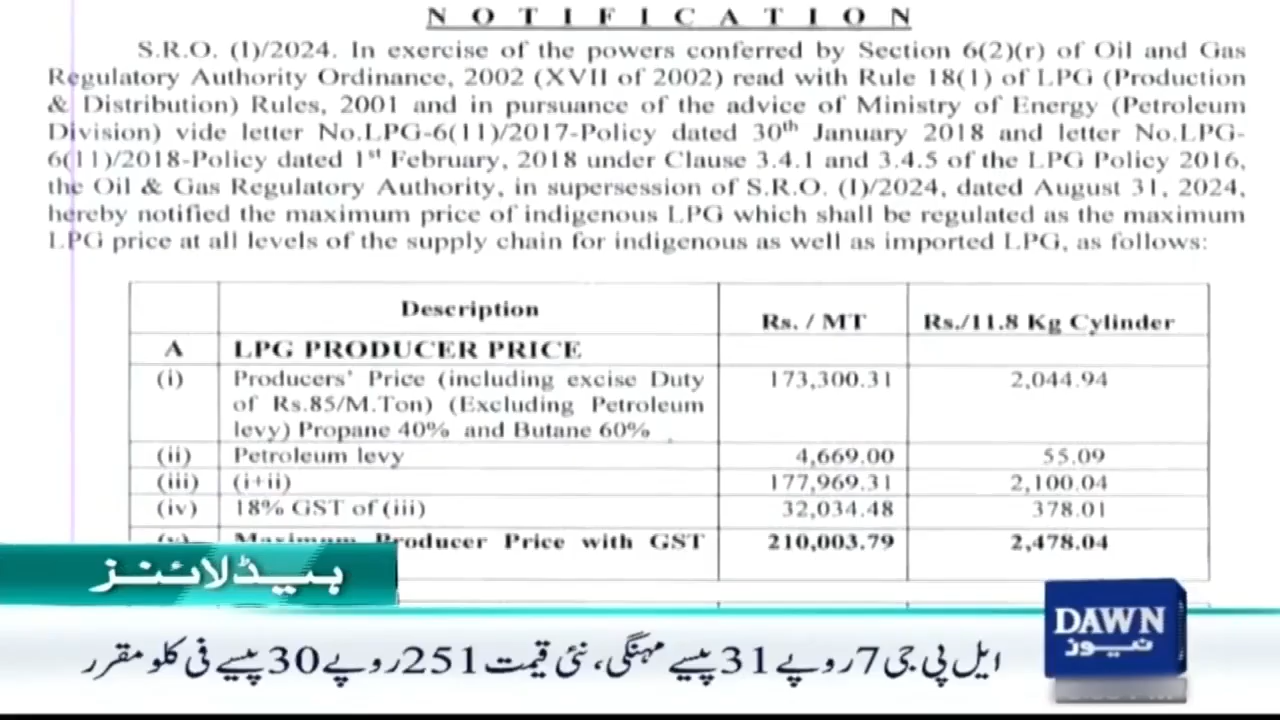 NOTIFICATION
S.R.O. (I)/2024. In exercise of the powers conferred by Section 6(2)(r) of Oil and Gas
Regulatory Authority Ordinance, 2002 (XVII of 2002) read with Rule 18(1) of LPG (Production
& Distribution) Rules, 2001 and in pursuance of the advice of Ministry of Energy (Petroleum
Division) vide letter No.LPG-6(11)/2017-Policy dated 30th January 2018 and letter No.LPG-
6(11)/2018-Policy dated 1st February, 2018 under Clause 3.4.1 and 3.4.5 of the LPG Policy 2016,
the Oil & Gas Regulatory Authority, in supersession of S.R.O. (I)/2024, dated August 31, 2024,
hereby notified the maximum price of indigenous LPG which shall be regulated as the maximum
LPG price at all levels of the supply chain for indigenous as well as imported LPG, as follows:
Description Rs. / MT Rs./11.8 Kg Cylinder
A LPG PRODUCER PRICE
(i) Producers' Price (including excise Duty 173,300.31 2,044.94
of Rs.85/M.Ton) (Excluding Petroleum
levy) Propane 40% and Butane 60%
(ii) Petroleum levy 4,669.00 55.09
(iii) (i+ii) 177,969.31 2,100.04
(iv) 18% GST of (iii) 32,034.48 378.01
(v) Maximum Producer Price with GST 210,003.79 2,478.04
ہیڈلائنز
DAWN
نیوز
ایل پی جی 7 روپے 31 پیسے مہنگی، نئی قیمت 251 روپے 30 پیسے فی کلو مقرر